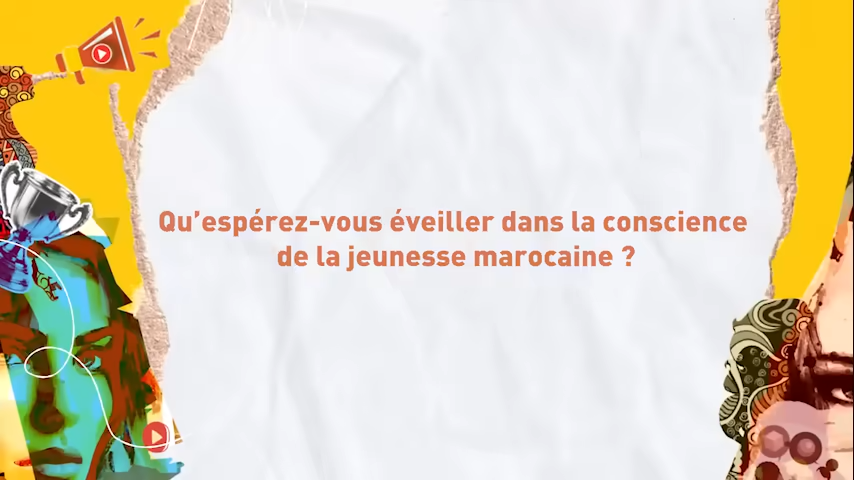 Qu'espérez-vous éveiller dans la conscience
de la jeunesse marocaine ?